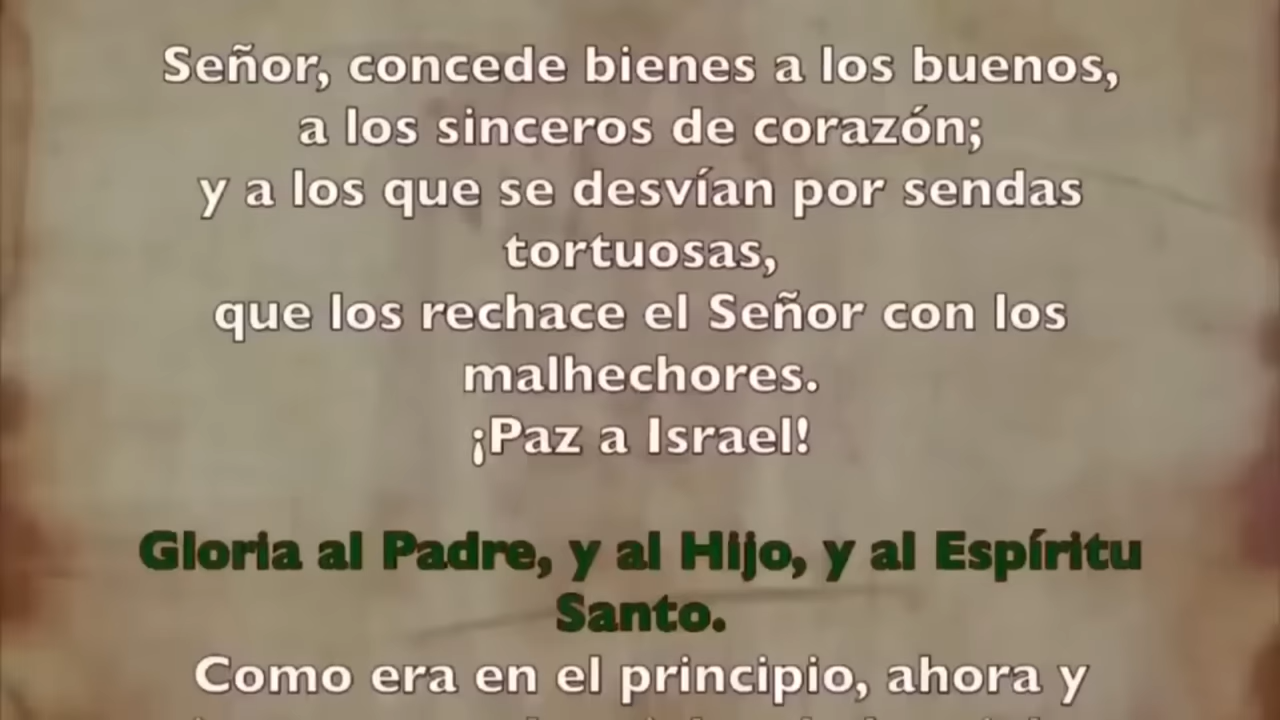 Señor, concede bienes a los buenos,
a los sinceros de corazón;
y a los que se desvían por sendas
tortuosas,
que los rechace el Señor con los
malhechores.
¡Paz a Israel!
Gloria al Padre, y al Hijo, y al Espíritu
Santo.
Como era en el principio, ahora y